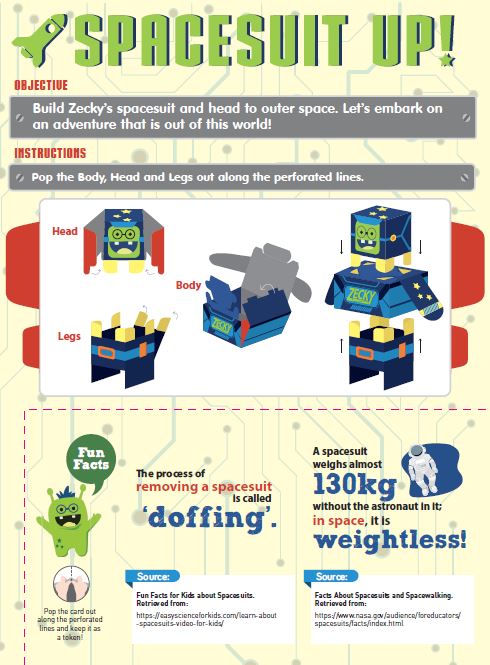 SPACESUIT UP!
OBJECTIVE
Build Zecky's spacesuit and head to outer space. Let's embark on
an adventure that is out of this world!
INSTRUCTIONS
Pop the Body, Head and Legs out along the perforated lines.
Head
Body
Legs
ZECKY
ZECKY
Fun
Facts
The process of
removing a spacesuit
is called
'doffing'.
A spacesuit
weighs almost
130kg
without the astronaut in it;
in space, it is
weightless!
Pop the card out
along the perforated
lines and keep it as
a token!
Source:
Fun Facts for Kids about Spacesuits.
Retrieved from:
https://easyscienceforkids.com/learn-about
-spacesuits-video-for-kids/
Source:
Facts About Spacesuits and Spacewalking.
Retrieved from:
https://www.nasa.gov/audience/foreducators/
spacesuits/facts/index.html